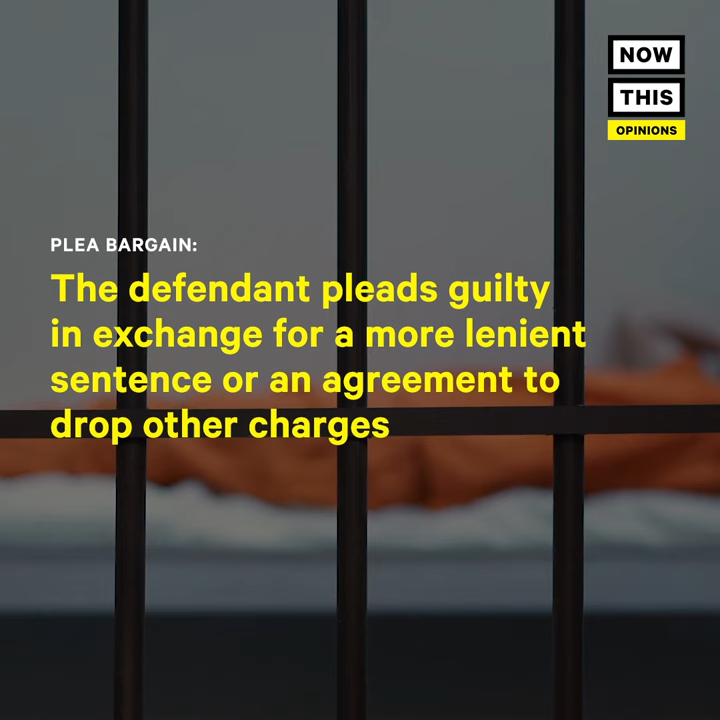 NOW
THIS
OPINIONS
PLEA BARGAIN:
The defendant pleads guilty
in exchange for a more lenient
sentence or an agreement to
drop other charges